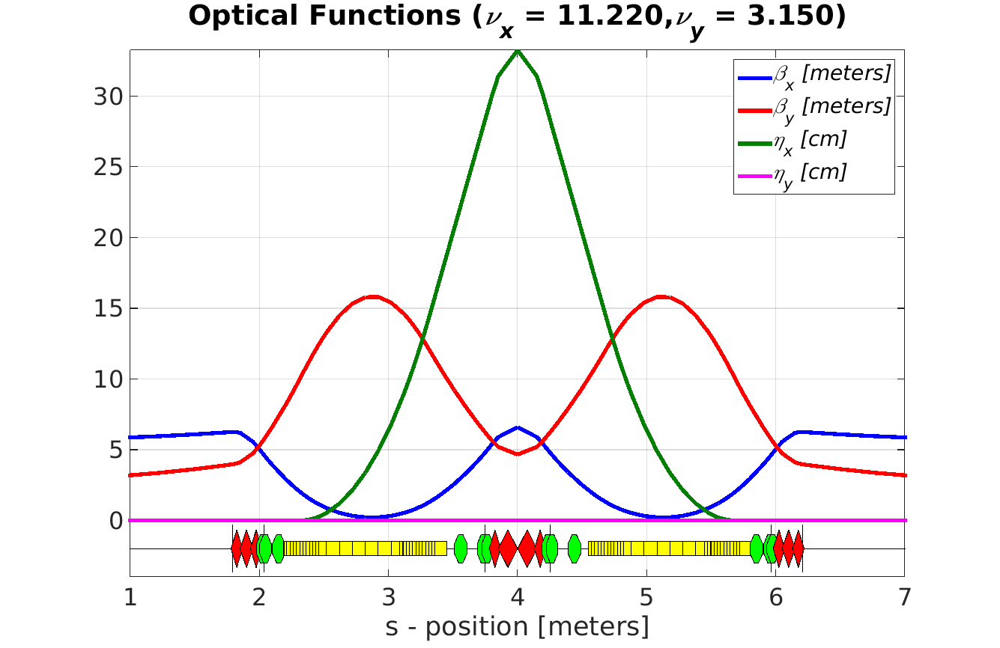 Optical Functions (νx = 11.220,νy = 3.150)
βx [meters]
βy [meters]
ηx [cm]
ηy [cm]
30
25
20
15
10
5
0
1 2 3 4 5 6 7
s - position [meters]